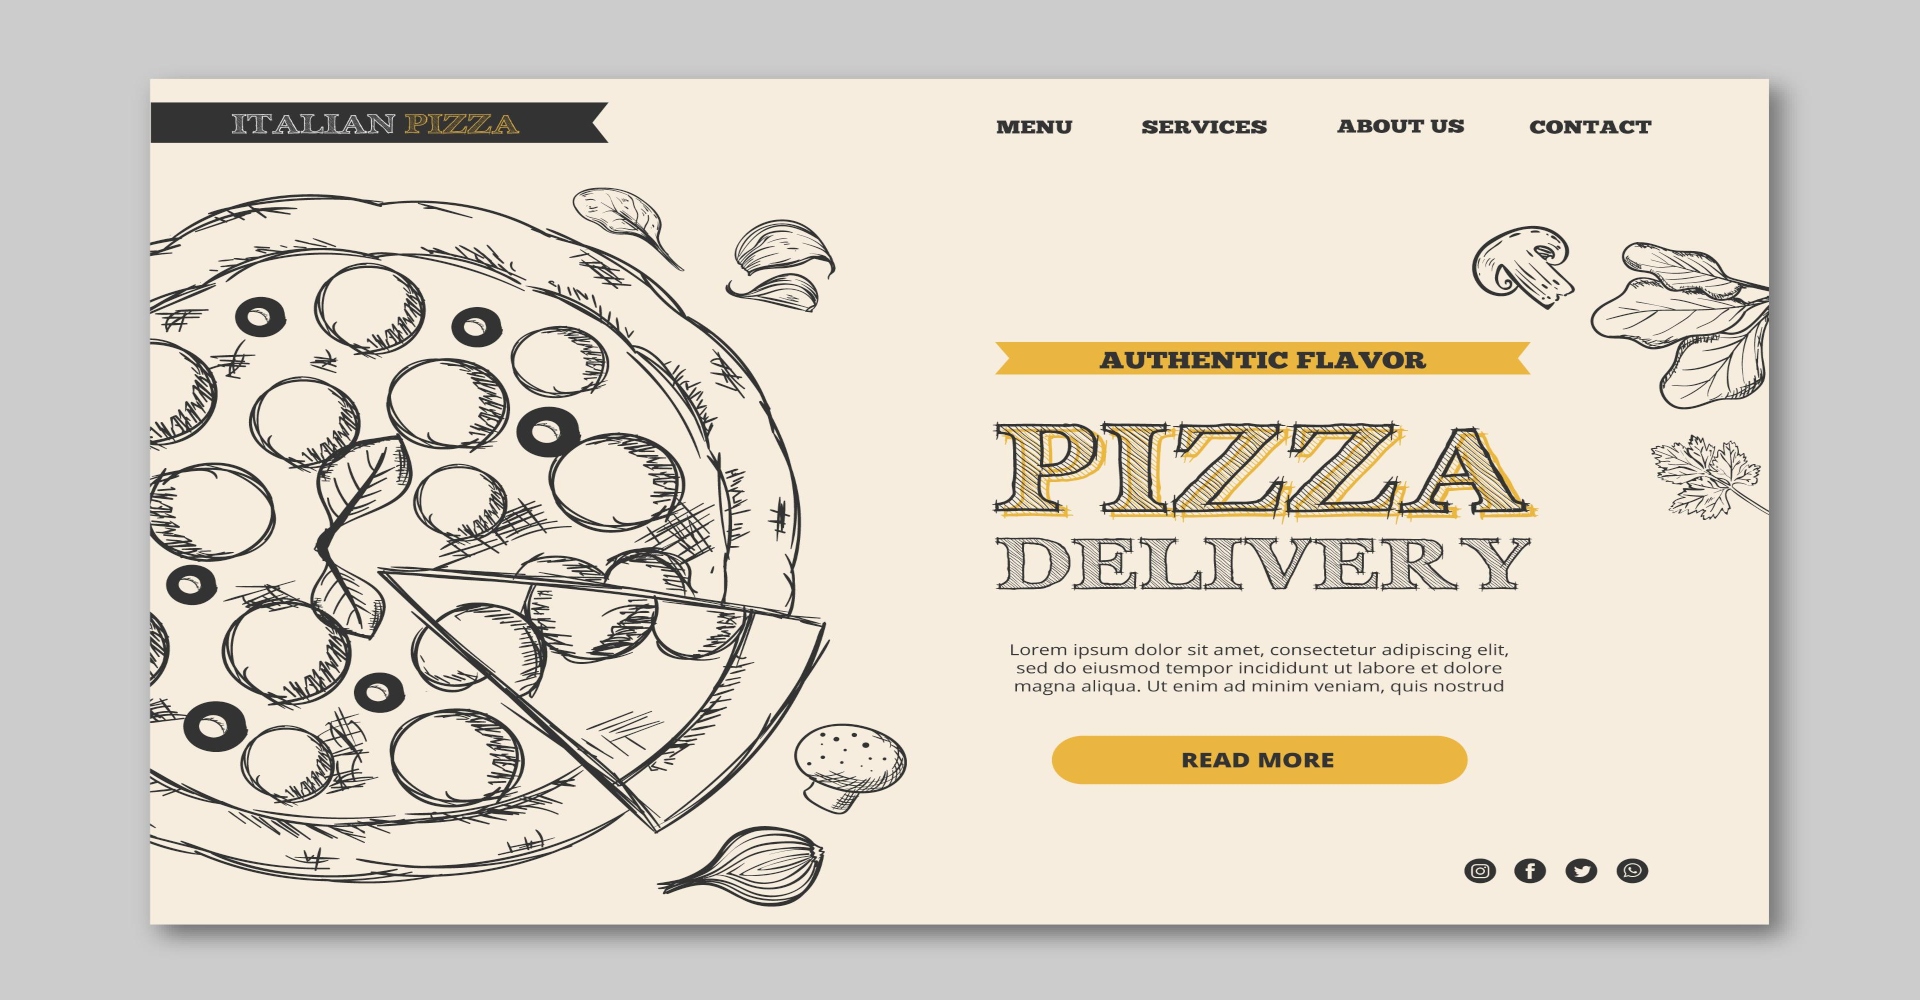 ITALIAN PIZZA
MENU SERVICES ABOUT US CONTACT
AUTHENTIC FLAVOR
PIZZA
DELIVERY
Lorem ipsum dolor sit amet, consectetur adipiscing elit,
sed do eiusmod tempor incididunt ut labore et dolore
magna aliqua. Ut enim ad minim veniam, quis nostrud
READ MORE